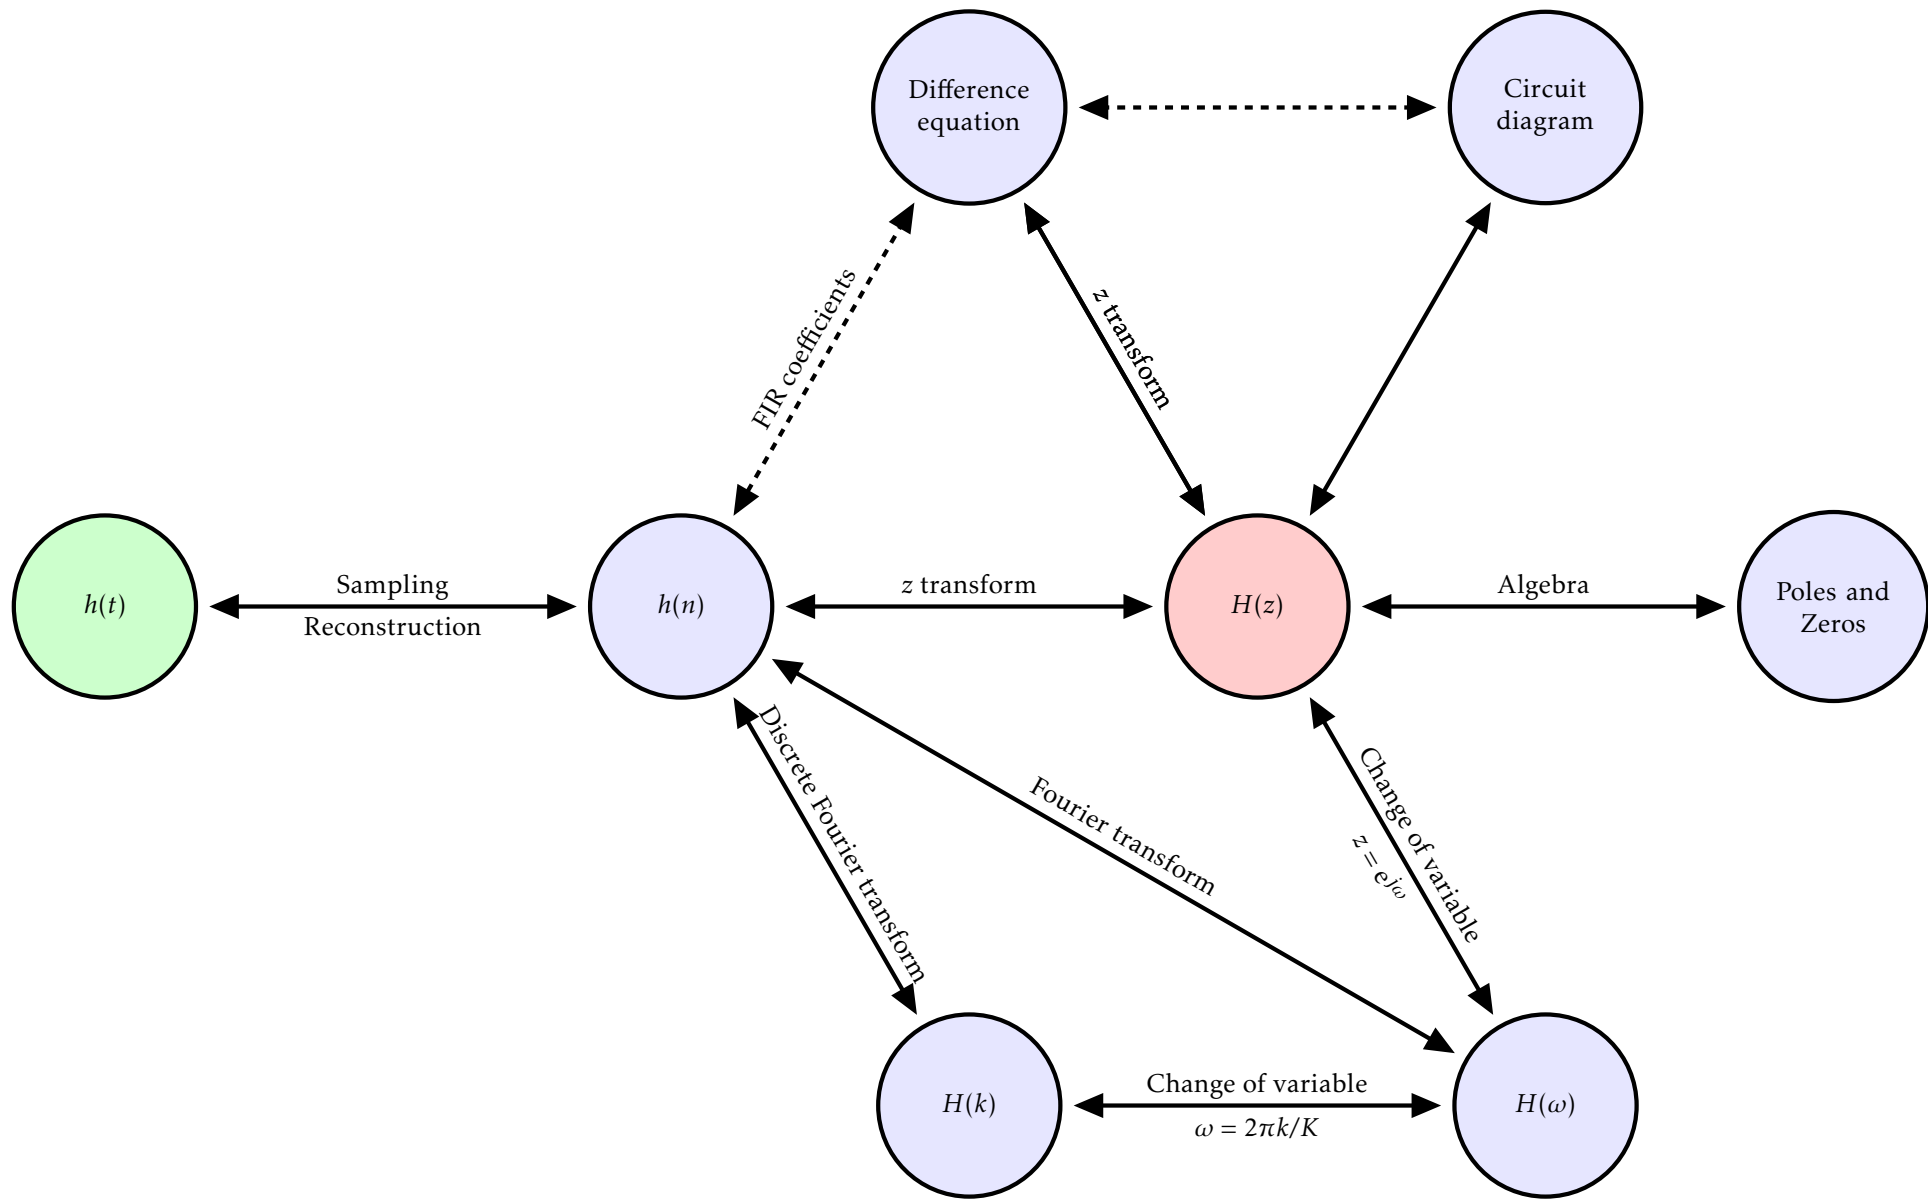 Difference
equation
Circuit
diagram
FIR coefficients
z transform
h(t)
Sampling
Reconstruction
h(n)
z transform
H(z)
Algebra
Poles and
Zeros
Discrete Fourier transform
Fourier transform
Change of variable
z = e^{jω}
H(k)
Change of variable
ω = 2πk/K
H(ω)